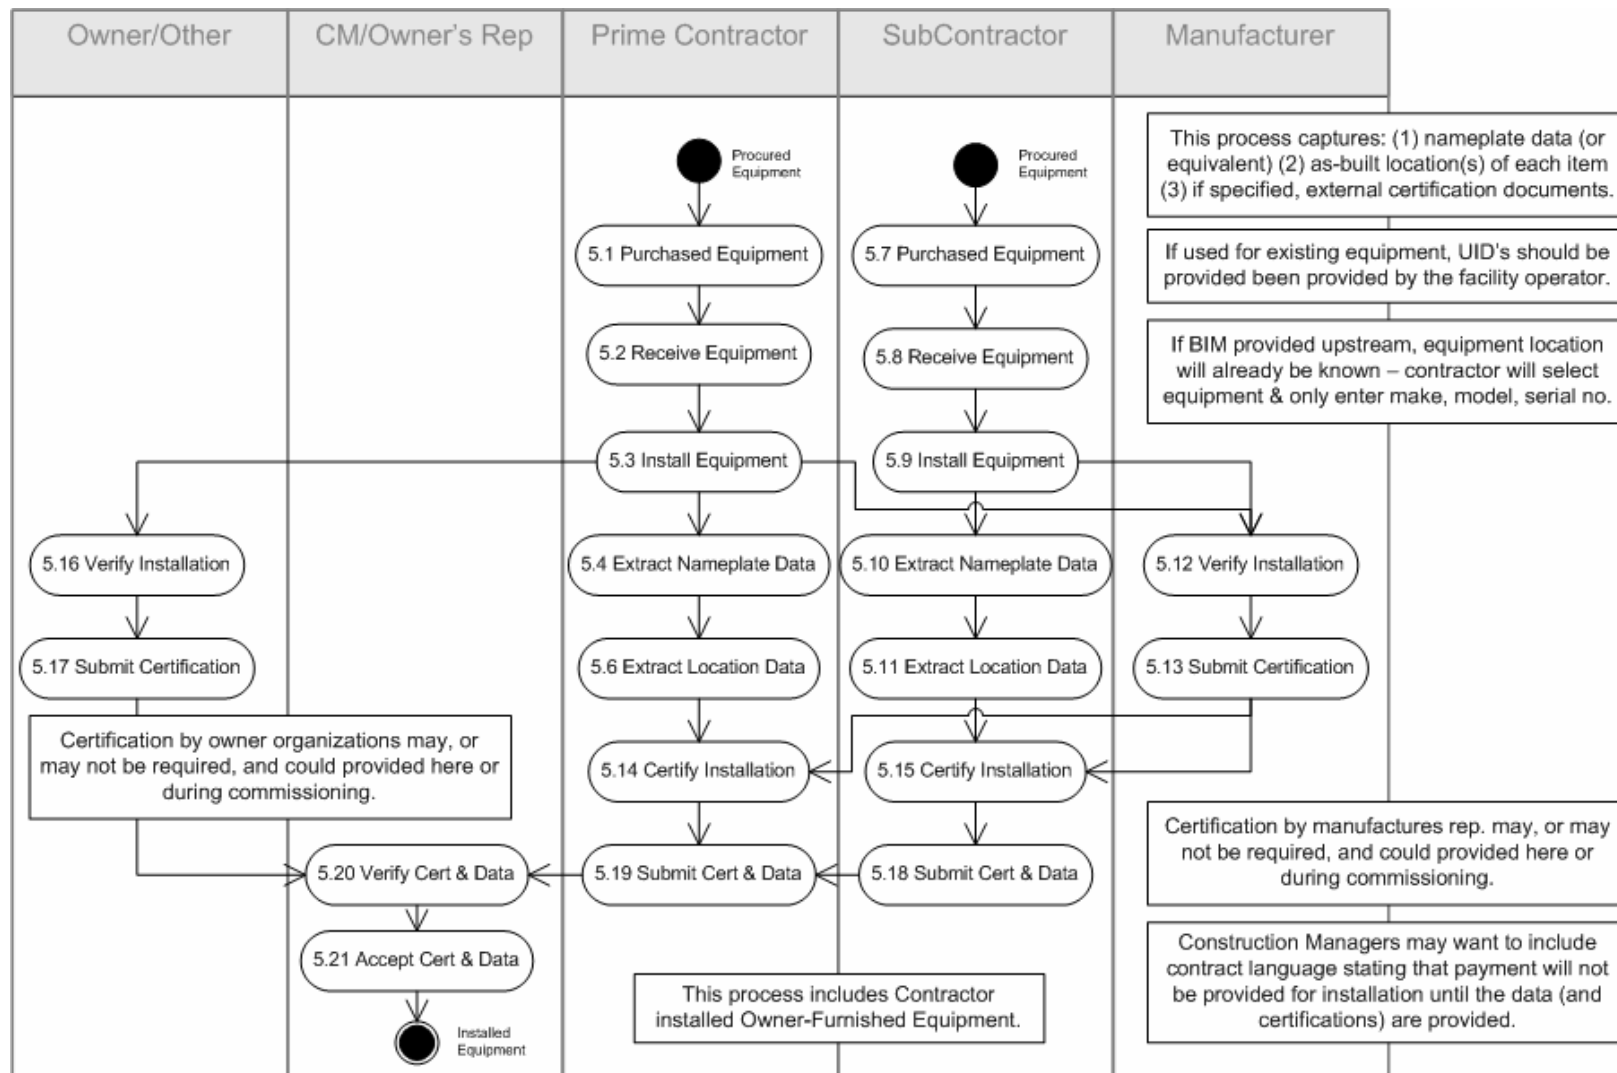 Owner/Other
CM/Owner's Rep
Prime Contractor
SubContractor
Manufacturer
Procured
Equipment
Procured
Equipment
This process captures: (1) nameplate data (or
equivalent) (2) as-built location(s) of each item
(3) if specified, external certification documents.
5.1 Purchased Equipment
5.7 Purchased Equipment
If used for existing equipment, UID's should be
provided been provided by the facility operator.
5.2 Receive Equipment
5.8 Receive Equipment
If BIM provided upstream, equipment location
will already be known – contractor will select
equipment & only enter make, model, serial no.
5.3 Install Equipment
5.9 Install Equipment
5.16 Verify Installation
5.4 Extract Nameplate Data
5.10 Extract Nameplate Data
5.12 Verify Installation
5.17 Submit Certification
5.6 Extract Location Data
5.11 Extract Location Data
5.13 Submit Certification
Certification by owner organizations may, or
may not be required, and could provided here or
during commissioning.
5.14 Certify Installation
5.15 Certify Installation
Certification by manufactures rep. may, or may
not be required, and could provided here or
during commissioning.
5.20 Verify Cert & Data
5.19 Submit Cert & Data
5.18 Submit Cert & Data
5.21 Accept Cert & Data
This process includes Contractor
installed Owner-Furnished Equipment.
Construction Managers may want to include
contract language stating that payment will not
be provided for installation until the data (and
certifications) are provided.
Installed
Equipment